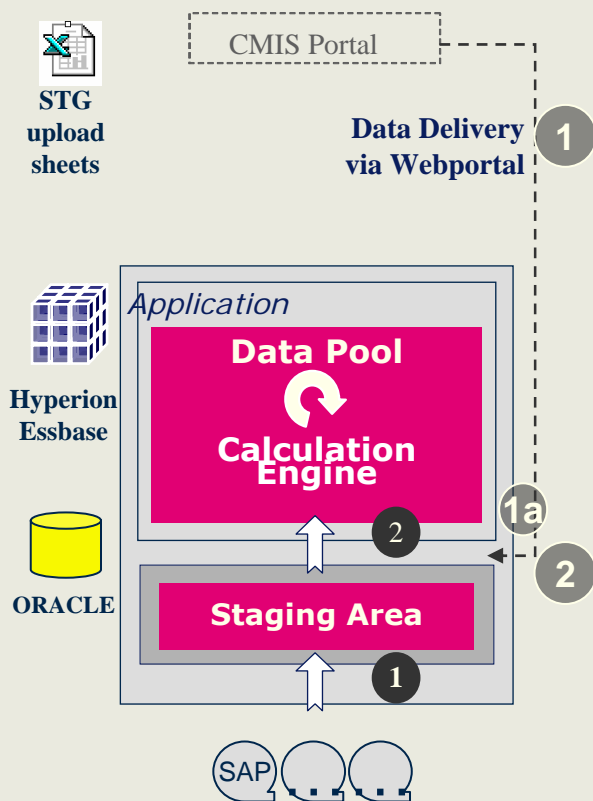 CMIS Portal
STG
upload
sheets
Data Delivery
via Webportal
1
Application
Data Pool
Calculation
Engine
Hyperion
Essbase
1a
2
2
ORACLE
Staging Area
1
SAP